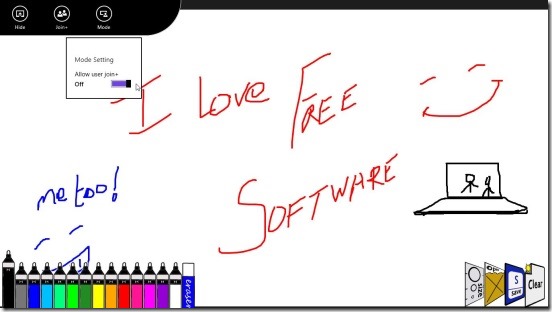 Hide Join+ Mode
Mode Setting
Allow user join+
Off
I Love FREE
SOFTWARE
me too!
eraser
size
S
save
Clear